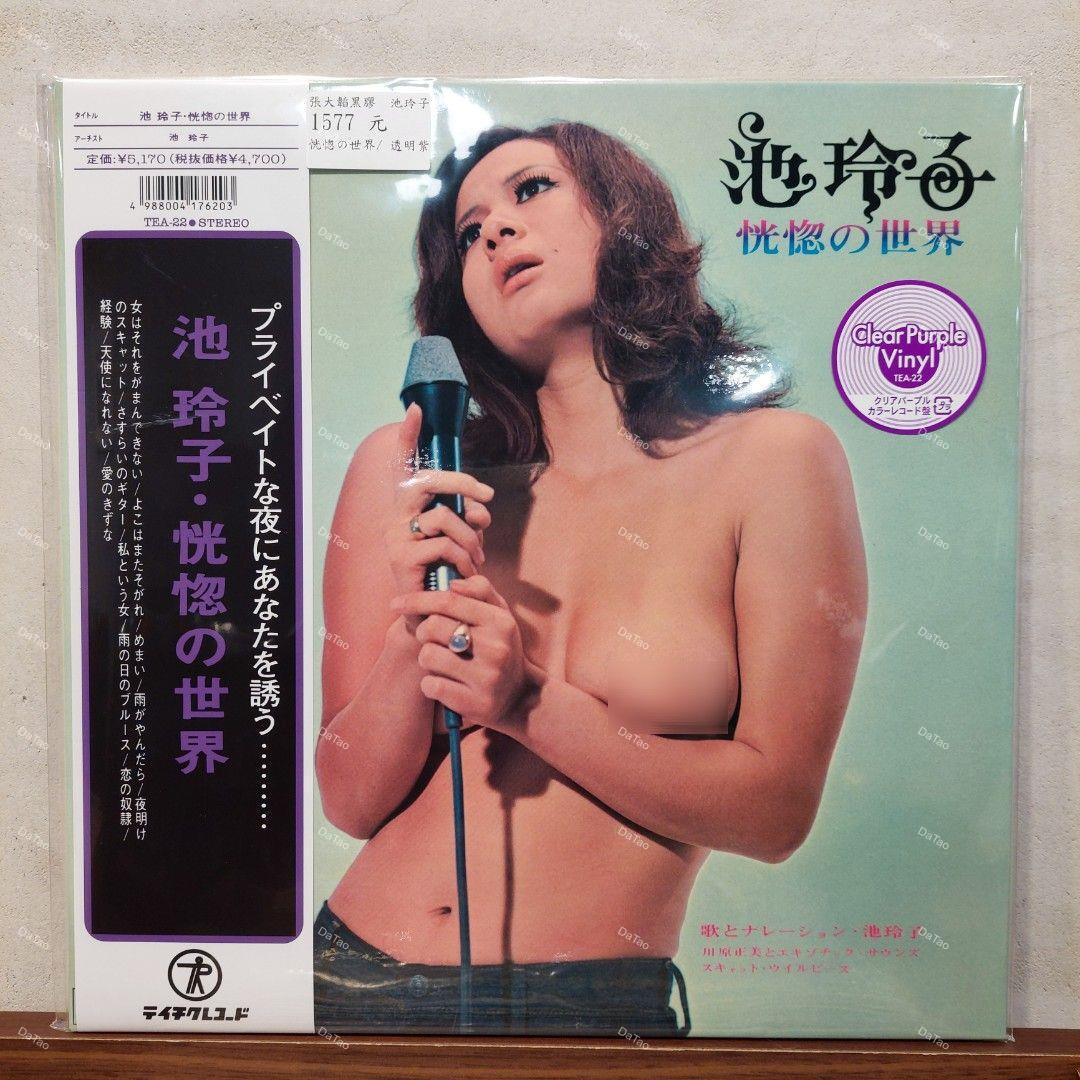 タイトル 池 玲子・恍惚の世界
アーチスト 池 玲子
定価:¥5,170(税抜価格¥4,700)
4 988004 176203
TEA-22●STEREO
プライベイトな夜にあなたを誘う………
池 玲子・恍惚の世界
女はそれをがまんできない/よこはまたそがれ/めまい/雨がやんだら/夜明け
のスキャット/さすらいのギター/私という女/雨の日のブルース/恋の奴隷/
経験/天使になれない/愛のきずな
テイチクレコード
張大韜黑膠 池玲子
1577 元
恍惚の世界/ 透明紫
池玲子
恍惚の世界
Clear Purple
Vinyl
TEA-22
クリアパープル
カラーレコード盤
プラ
歌とナレーション・池玲子
川原正美とエキゾチック・サウンズ
スキャット・ウイルビーズ
DaTao